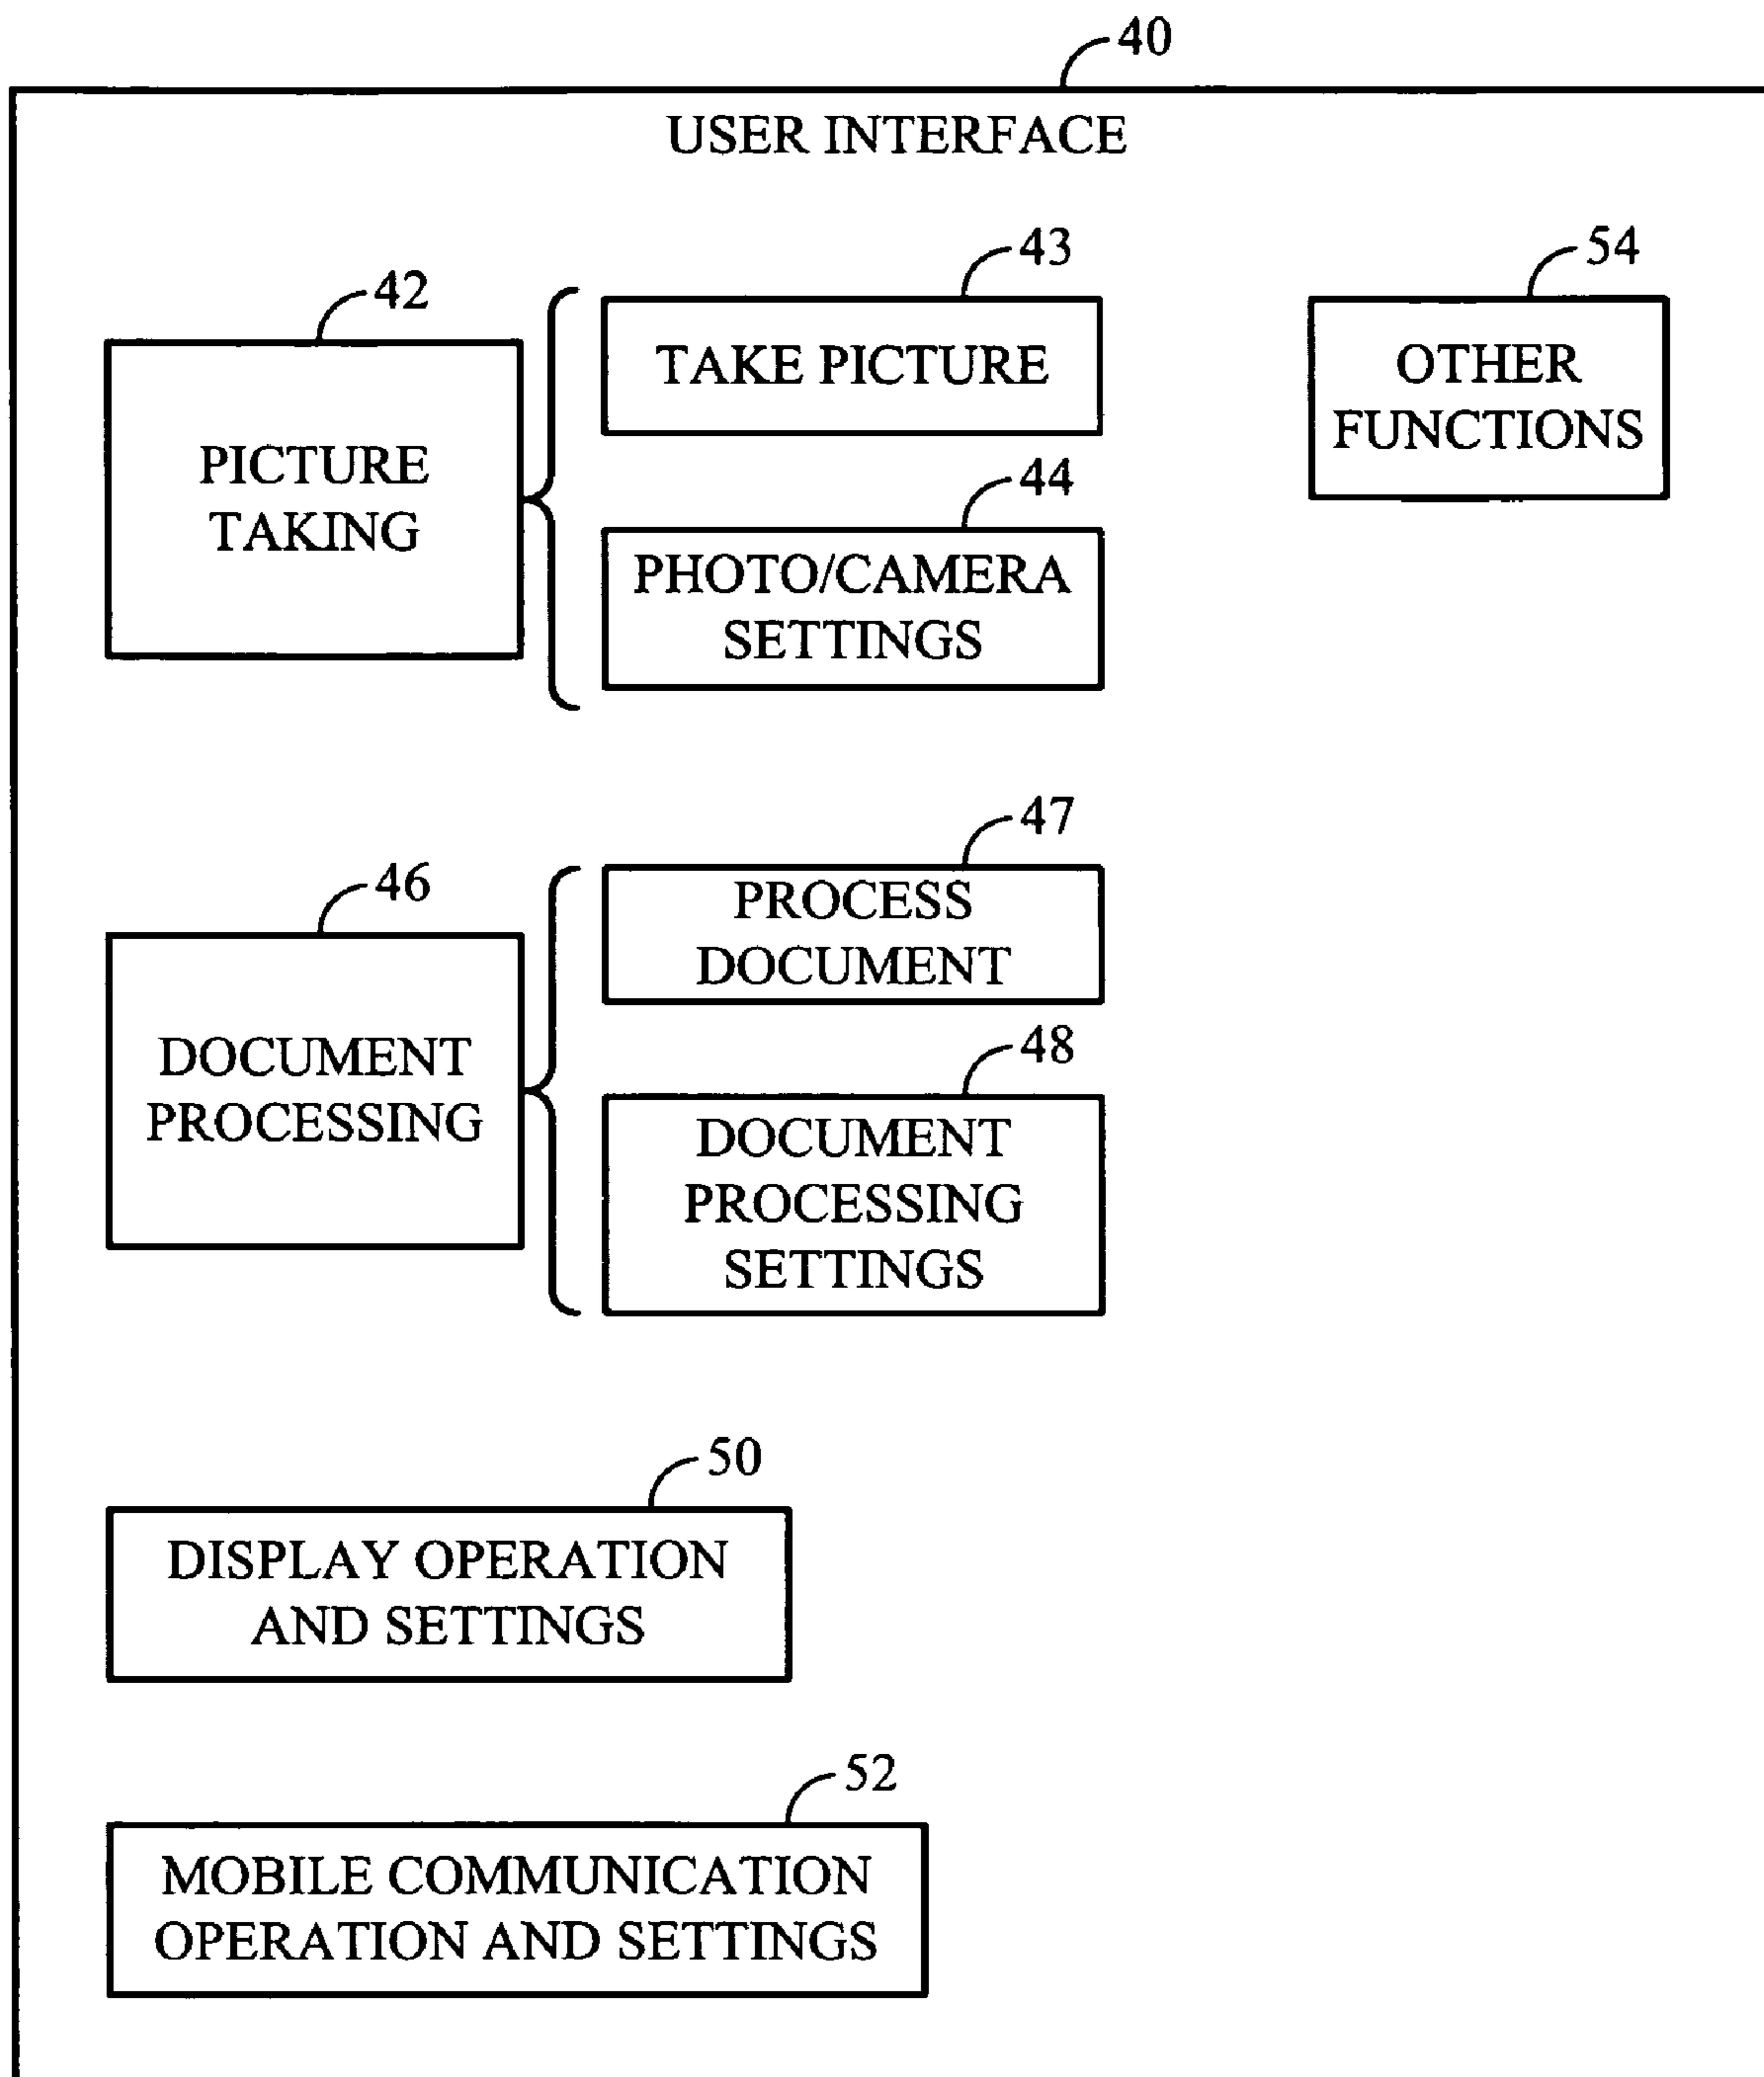 40
USER INTERFACE
42
PICTURE
TAKING
43
TAKE PICTURE
44
PHOTO/CAMERA
SETTINGS
54
OTHER
FUNCTIONS
46
DOCUMENT
PROCESSING
47
PROCESS
DOCUMENT
48
DOCUMENT
PROCESSING
SETTINGS
50
DISPLAY OPERATION
AND SETTINGS
52
MOBILE COMMUNICATION
OPERATION AND SETTINGS